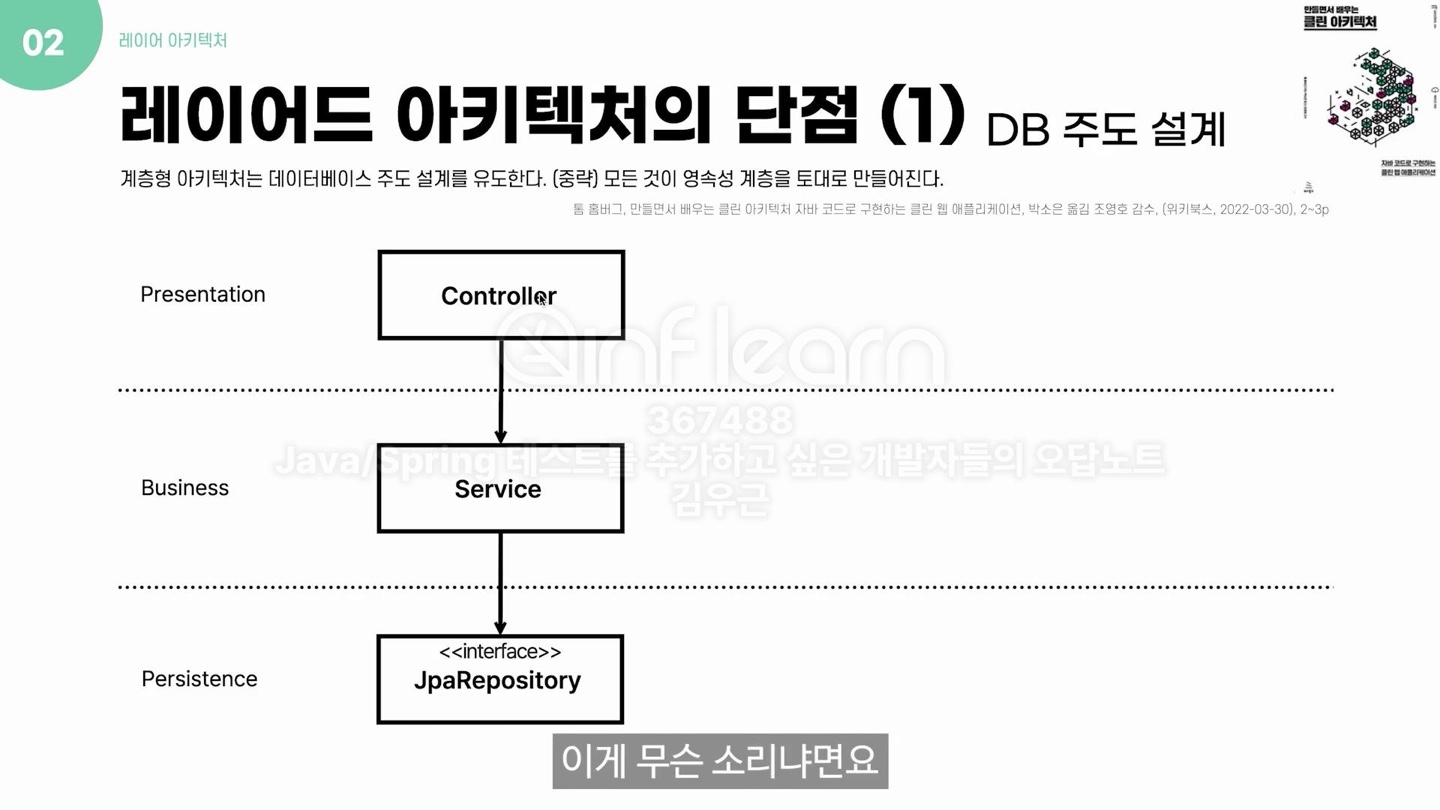 02
레이어 아키텍처
만들면서 배우는
클린 아키텍처
레이어드 아키텍처의 단점 (1) DB 주도 설계
자바 코드로 구현하는
클린 웹 애플리케이션
계층형 아키텍처는 데이터베이스 주도 설계를 유도한다. (중략) 모든 것이 영속성 계층을 토대로 만들어진다.
톰 홈버그, 만들면서 배우는 클린 아키텍처 자바 코드로 구현하는 클린 웹 애플리케이션, 박소은 옮김 조영호 감수, (위키북스, 2022-03-30), 2~3p
Presentation
Controller
inflearn
367488
Java/Spring 테스트를 추가하고 싶은 개발자들의 오답노트
김우근
Business
Service
<<interface>>
Persistence
JpaRepository
이게 무슨 소리냐면요